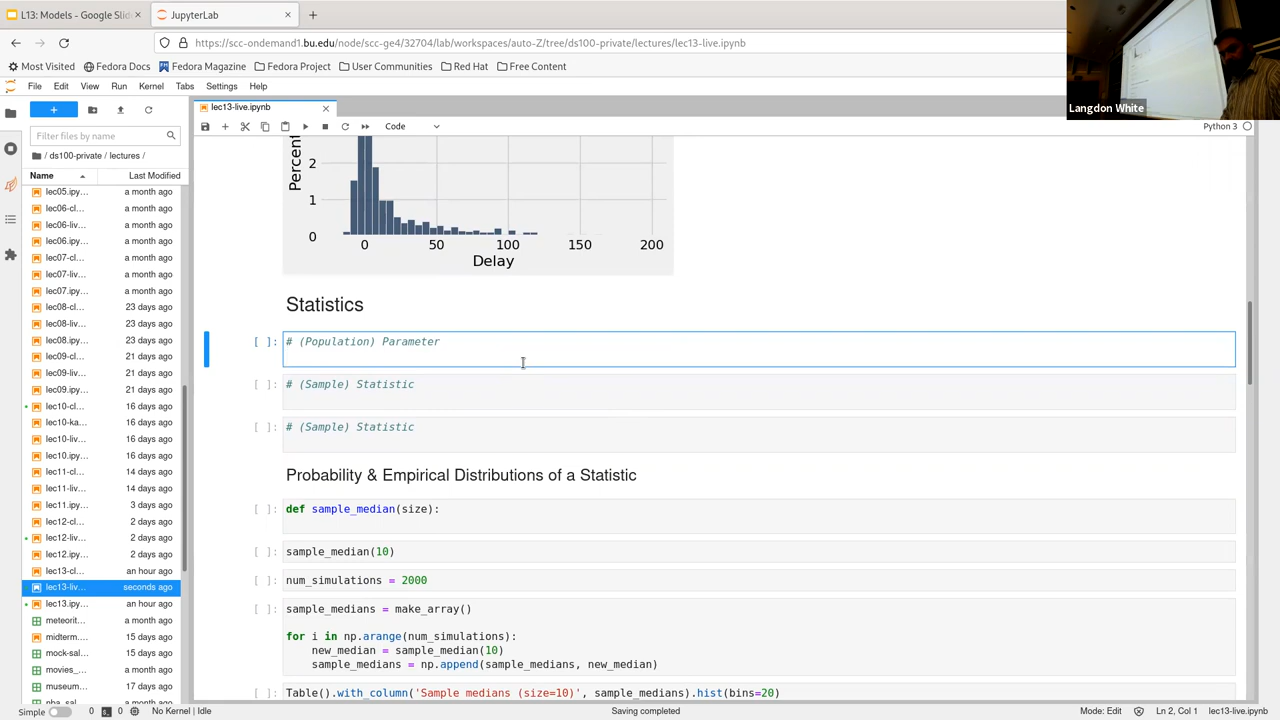 L13: Models - Google Slid
JupyterLab
https://scc-ondemand1.bu.edu/node/scc-ge4/32704/lab/workspaces/auto-Z/tree/ds100-private/lectures/lec13-live.ipynb
Most Visited
Fedora Docs
Fedora Magazine
Fedora Project
User Communities
Red Hat
Free Content
Langdon White
File Edit View Run Kernel Tabs Settings Help
lec13-live.ipynb
Filter files by name
Code
Python 3
/ ds100-private / lectures /
Name Last Modified
lec05.ipy... a month ago
lec06-cl... a month ago
lec06-liv... a month ago
lec06.ipy... a month ago
lec07-cl... a month ago
lec07-liv... a month ago
lec07.ipy... a month ago
lec08-cl... 23 days ago
lec08-liv... 23 days ago
lec08.ipy... 23 days ago
lec09-cl... 21 days ago
lec09-liv... 21 days ago
lec09.ipy... 21 days ago
lec10-cl... 16 days ago
lec10-ka... 16 days ago
lec10-liv... 16 days ago
lec10.ipy... 16 days ago
lec11-cl... 14 days ago
lec11-liv... 14 days ago
lec11.ipy... 3 days ago
lec12-cl... 2 days ago
lec12-liv... 2 days ago
lec12.ipy... 2 days ago
lec13-cl... an hour ago
lec13-liv... seconds ago
lec13.ipy... an hour ago
meteorit... a month ago
midterm.... 15 days ago
mock-sal... 15 days ago
movies_... a month ago
museum... 17 days ago
Percent
2
1
0
0 50 100 150 200
Delay
Statistics
[ ]: # (Population) Parameter
[ ]: # (Sample) Statistic
[ ]: # (Sample) Statistic
Probability & Empirical Distributions of a Statistic
[ ]: def sample_median(size):
[ ]: sample_median(10)
[ ]: num_simulations = 2000
[ ]: sample_medians = make_array()
for i in np.arange(num_simulations):
new_median = sample_median(10)
sample_medians = np.append(sample_medians, new_median)
[ ]: Table().with_column('Sample medians (size=10)', sample_medians).hist(bins=20)
Simple 0 0 No Kernel | Idle Saving completed Mode: Edit Ln 2, Col 1 lec13-live.ipynb